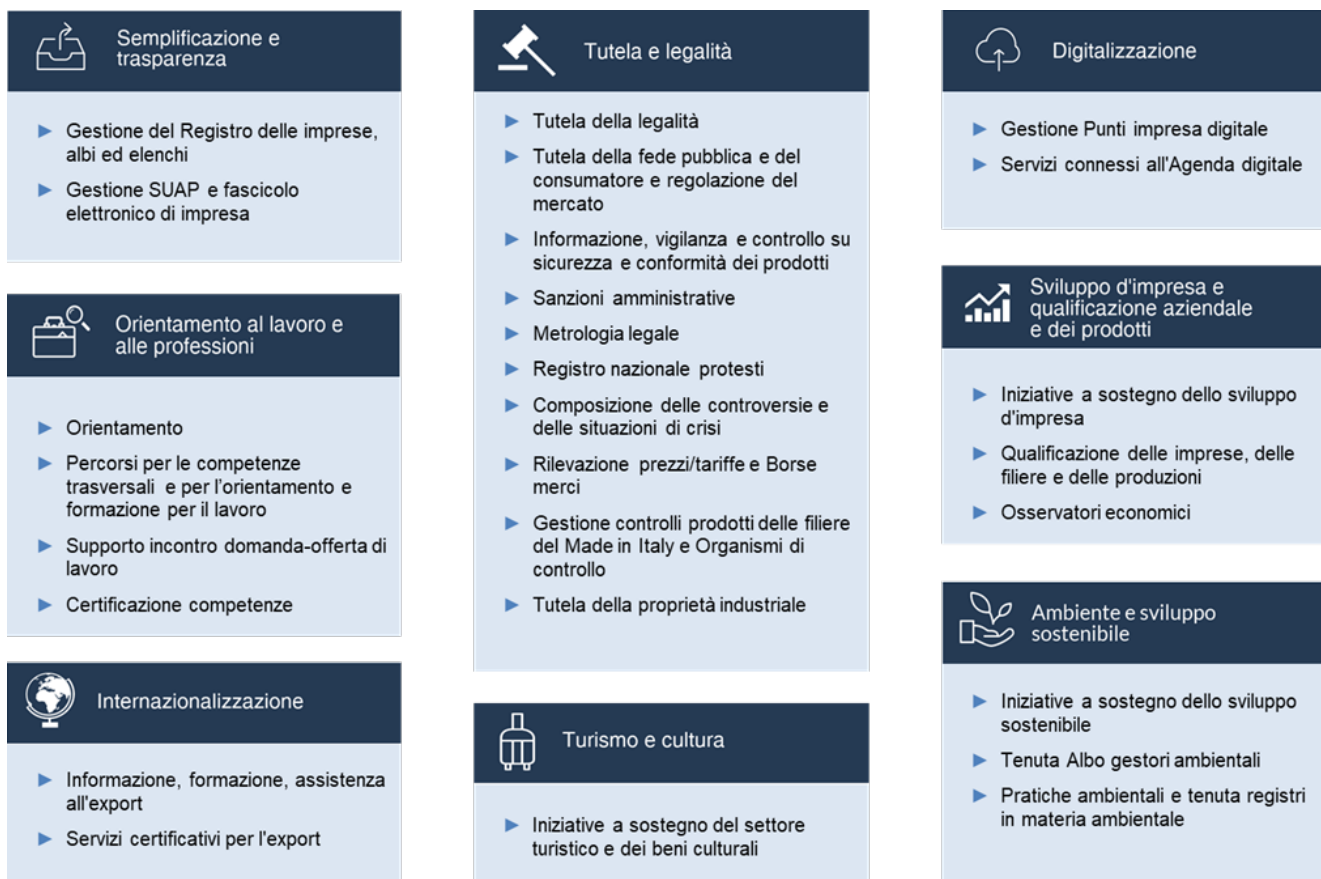 Semplificazione e
trasparenza
Gestione del Registro delle imprese,
albi ed elenchi
Gestione SUAP e fascicolo
elettronico di impresa
Orientamento al lavoro e
alle professioni
Orientamento
Percorsi per le competenze
trasversali e per l'orientamento e
formazione per il lavoro
Supporto incontro domanda-offerta di
lavoro
Certificazione competenze
Internazionalizzazione
Informazione, formazione, assistenza
all'export
Servizi certificativi per l'export
Tutela e legalità
Tutela della legalità
Tutela della fede pubblica e del
consumatore e regolazione del
mercato
Informazione, vigilanza e controllo su
sicurezza e conformità dei prodotti
Sanzioni amministrative
Metrologia legale
Registro nazionale protesti
Composizione delle controversie e
delle situazioni di crisi
Rilevazione prezzi/tariffe e Borse
merci
Gestione controlli prodotti delle filiere
del Made in Italy e Organismi di
controllo
Tutela della proprietà industriale
Turismo e cultura
Iniziative a sostegno del settore
turistico e dei beni culturali
Digitalizzazione
Gestione Punti impresa digitale
Servizi connessi all'Agenda digitale
Sviluppo d'impresa e
qualificazione aziendale
e dei prodotti
Iniziative a sostegno dello sviluppo
d'impresa
Qualificazione delle imprese, delle
filiere e delle produzioni
Osservatori economici
Ambiente e sviluppo
sostenibile
Iniziative a sostegno dello sviluppo
sostenibile
Tenuta Albo gestori ambientali
Pratiche ambientali e tenuta registri
in materia ambientale